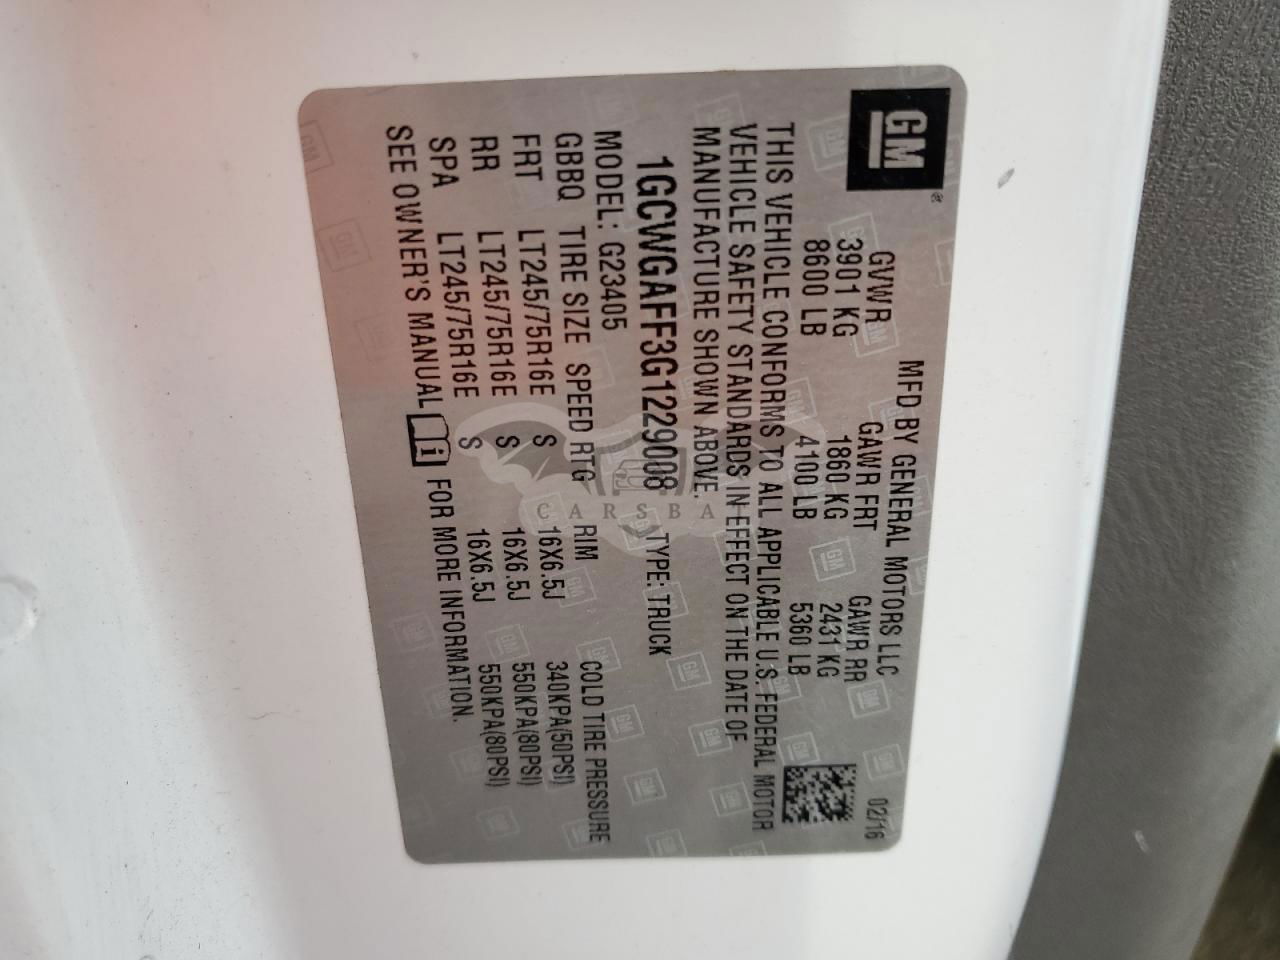 GM
®
MFD BY GENERAL MOTORS LLC 02/16
GVWR GAWR FRT GAWR RR
3901 KG 1860 KG 2431 KG
8600 LB 4100 LB 5360 LB
THIS VEHICLE CONFORMS TO ALL APPLICABLE U.S. FEDERAL MOTOR
VEHICLE SAFETY STANDARDS IN EFFECT ON THE DATE OF
MANUFACTURE SHOWN ABOVE.
1GCWGAFF3G1229008 TYPE: TRUCK
MODEL: G23405
GBBQ TIRE SIZE SPEED RTG RIM COLD TIRE PRESSURE
FRT LT245/75R16E S 16X6.5J 340KPA(50PSI)
RR LT245/75R16E S 16X6.5J 550KPA(80PSI)
SPA LT245/75R16E S 16X6.5J 550KPA(80PSI)
SEE OWNER'S MANUAL i FOR MORE INFORMATION.